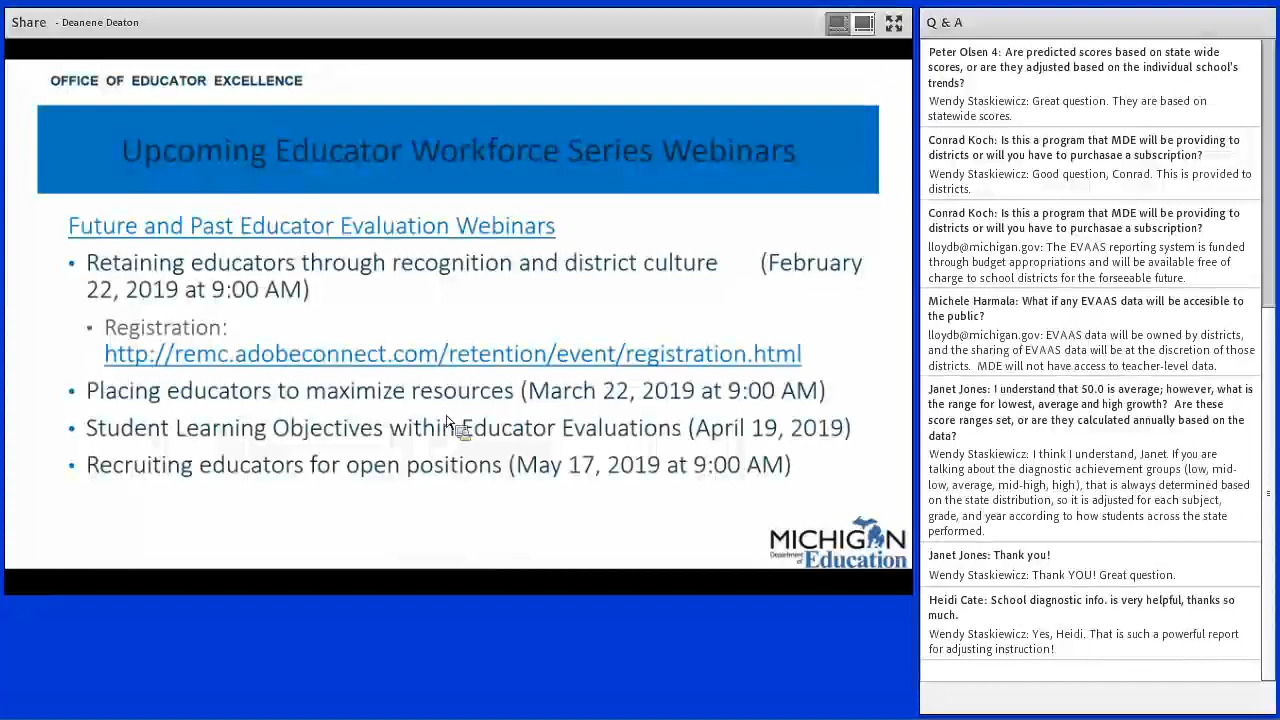 Share - Deanene Deaton
OFFICE OF EDUCATOR EXCELLENCE
Upcoming Educator Workforce Series Webinars
Future and Past Educator Evaluation Webinars
• Retaining educators through recognition and district culture (February
22, 2019 at 9:00 AM)
▪ Registration:
http://remc.adobeconnect.com/retention/event/registration.html
• Placing educators to maximize resources (March 22, 2019 at 9:00 AM)
• Student Learning Objectives within Educator Evaluations (April 19, 2019)
• Recruiting educators for open positions (May 17, 2019 at 9:00 AM)
MICHIGAN
Department of Education
Q & A
Peter Olsen 4: Are predicted scores based on state wide
scores, or are they adjusted based on the individual school's
trends?
Wendy Staskiewicz: Great question. They are based on
statewide scores.
Conrad Koch: Is this a program that MDE will be providing to
districts or will you have to purchasae a subscription?
Wendy Staskiewicz: Good question, Conrad. This is provided to
districts.
Conrad Koch: Is this a program that MDE will be providing to
districts or will you have to purchasae a subscription?
lloydb@michigan.gov: The EVAAS reporting system is funded
through budget appropriations and will be available free of
charge to school districts for the forseeable future.
Michele Harmala: What if any EVAAS data will be accesible to
the public?
lloydb@michigan.gov: EVAAS data will be owned by districts,
and the sharing of EVAAS data will be at the discretion of those
districts. MDE will not have access to teacher-level data.
Janet Jones: I understand that 50.0 is average; however, what is
the range for lowest, average and high growth? Are these
score ranges set, or are they calculated annually based on the
data?
Wendy Staskiewicz: I think I understand, Janet. If you are
talking about the diagnostic achievement groups (low, mid-
low, average, mid-high, high), that is always determined based
on the state distribution, so it is adjusted for each subject,
grade, and year according to how students across the state
performed.
Janet Jones: Thank you!
Wendy Staskiewicz: Thank YOU! Great question.
Heidi Cate: School diagnostic info. is very helpful, thanks so
much.
Wendy Staskiewicz: Yes, Heidi. That is such a powerful report
for adjusting instruction!